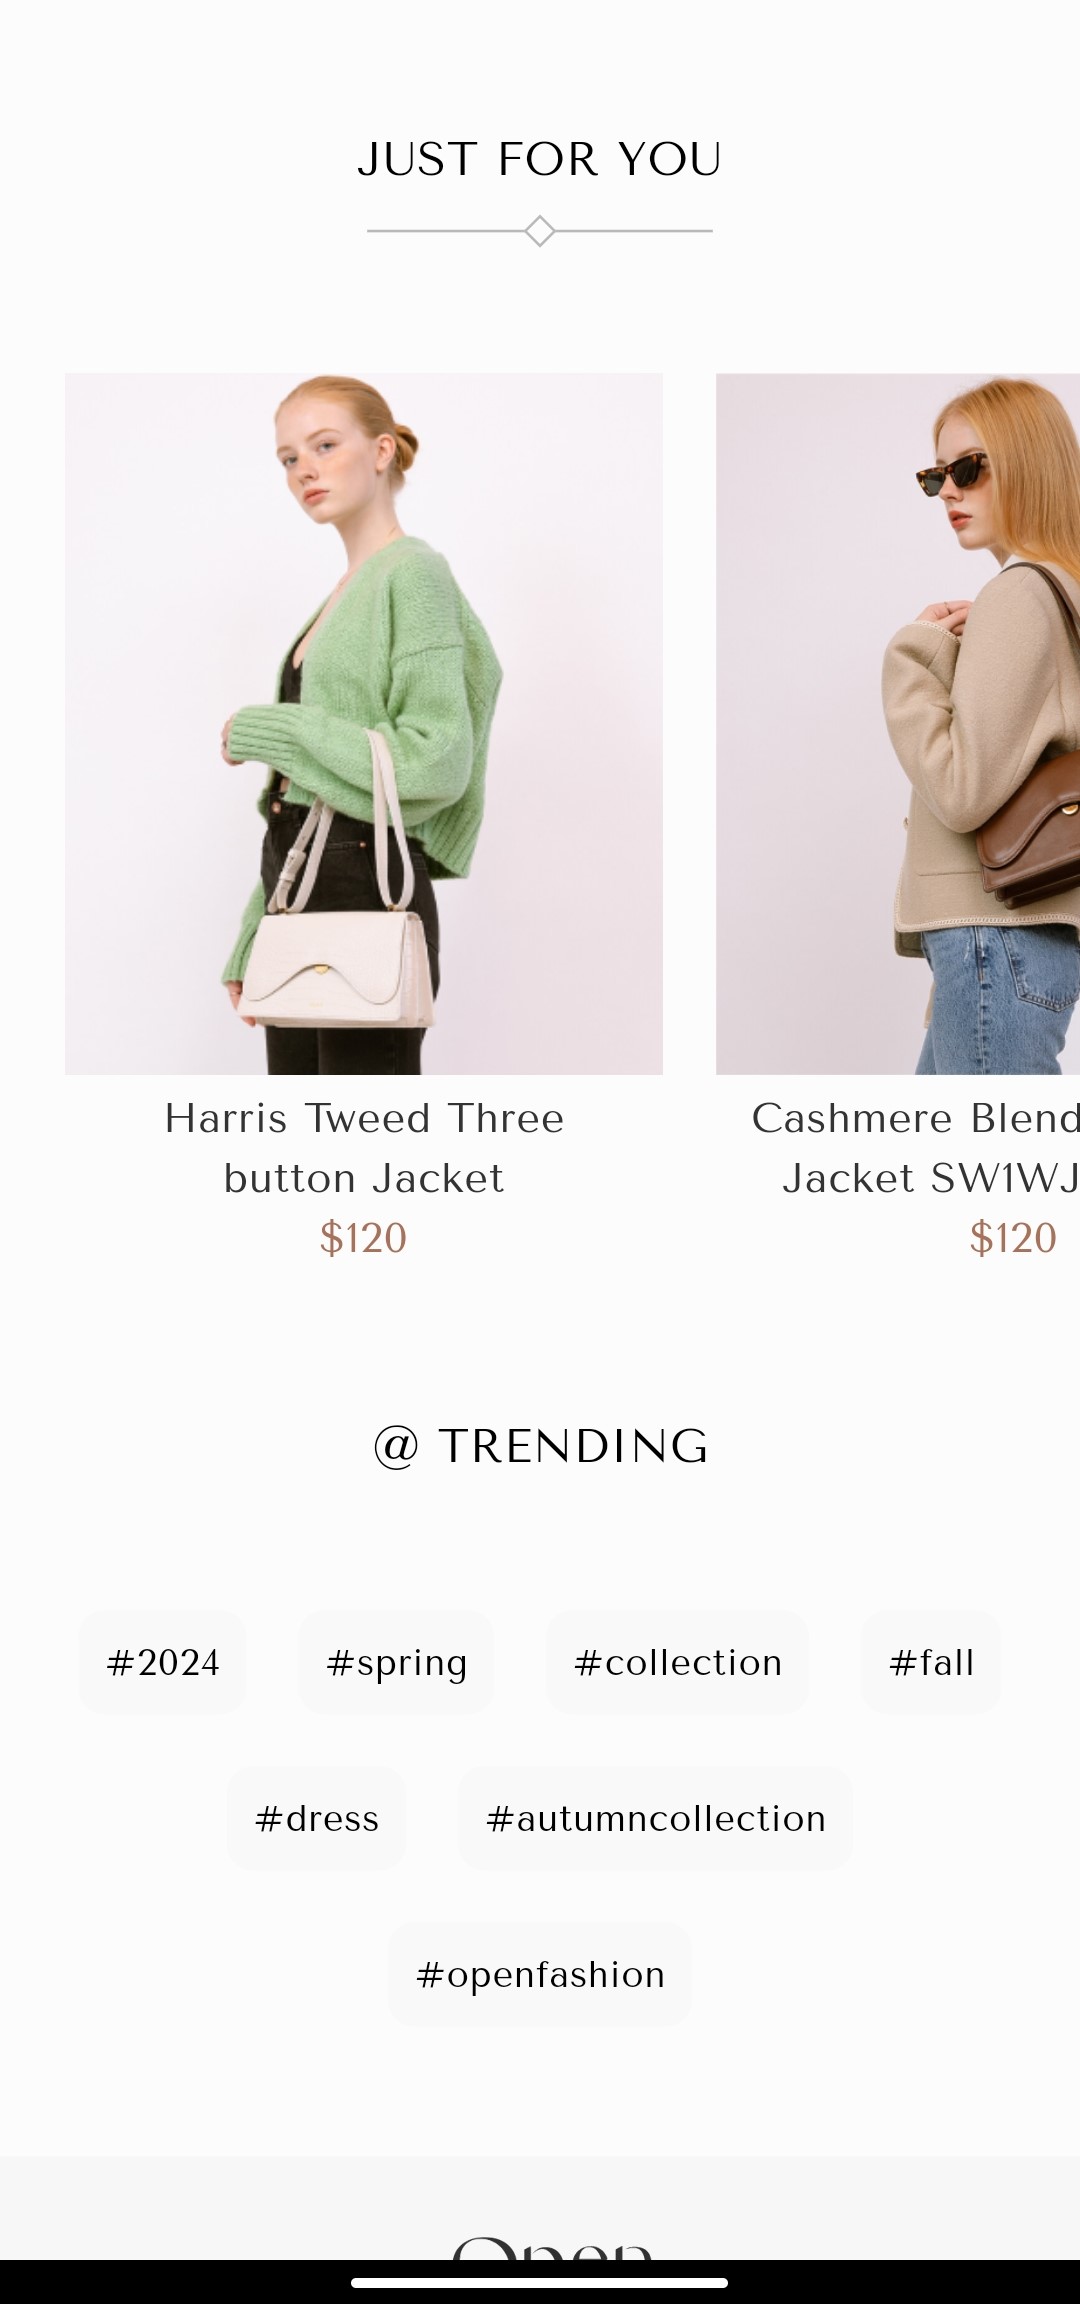 JUST FOR YOU
Harris Tweed Three
button Jacket
$120
Cashmere Blend
Jacket SW1WJ
$120
@ TRENDING
#2024
#spring
#collection
#fall
#dress
#autumncollection
#openfashion
Open